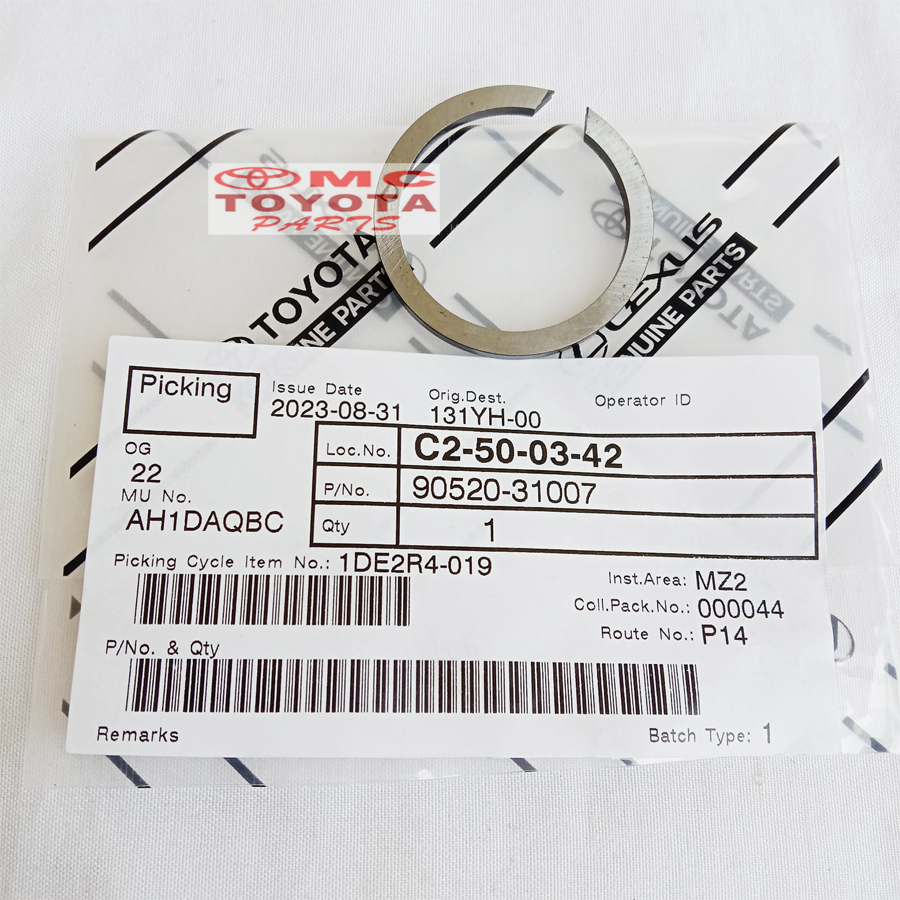 OMC
TOYOTA
PARTS
TOYOTA
GENUINE PARTS
LEXUS
GENUINE PARTS
Picking
Issue Date
2023-08-31
Orig.Dest.
131YH-00
Operator ID
OG
22
MU No.
AH1DAQBC
Loc.No. C2-50-03-42
P/No. 90520-31007
Qty 1
Picking Cycle Item No.: 1DE2R4-019
Inst.Area: MZ2
Coll.Pack.No.: 000044
Route No.: P14
P/No. & Qty
Remarks
Batch Type: 1